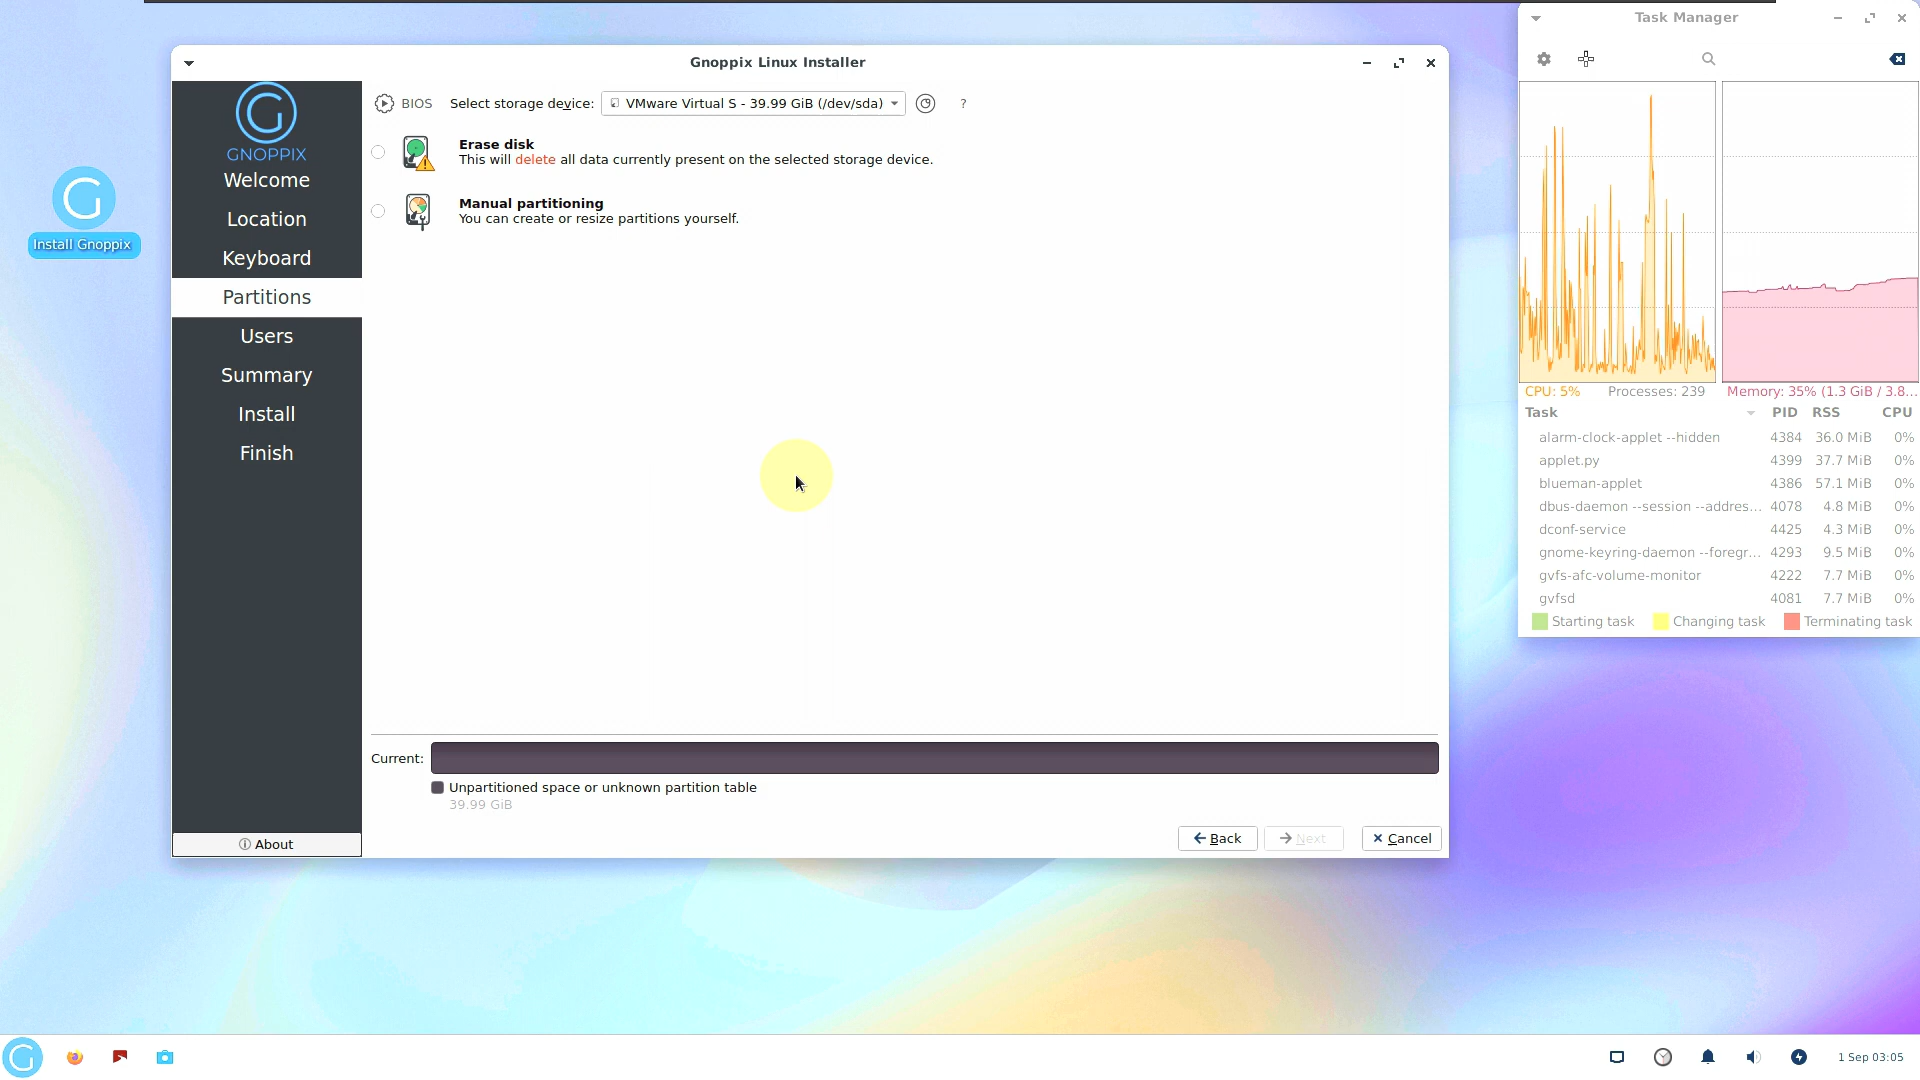 Task Manager
Gnoppix Linux Installer
GNOPPIX
Welcome
Location
Keyboard
Partitions
Users
Summary
Install
Finish
About
BIOS Select storage device: VMware Virtual S - 39.99 GiB (/dev/sda) ?
Erase disk
This will delete all data currently present on the selected storage device.
Manual partitioning
You can create or resize partitions yourself.
Current:
Unpartitioned space or unknown partition table
39.99 GiB
Back Next Cancel
Install Gnoppix
CPU: 5% Processes: 239 Memory: 35% (1.3 GiB / 3.8...
Task PID RSS CPU
alarm-clock-applet --hidden 4384 36.0 MiB 0%
applet.py 4399 37.7 MiB 0%
blueman-applet 4386 57.1 MiB 0%
dbus-daemon --session --addres... 4078 4.8 MiB 0%
dconf-service 4425 4.3 MiB 0%
gnome-keyring-daemon --foregr... 4293 9.5 MiB 0%
gvfs-afc-volume-monitor 4222 7.7 MiB 0%
gvfsd 4081 7.7 MiB 0%
Starting task Changing task Terminating task
1 Sep 03:05